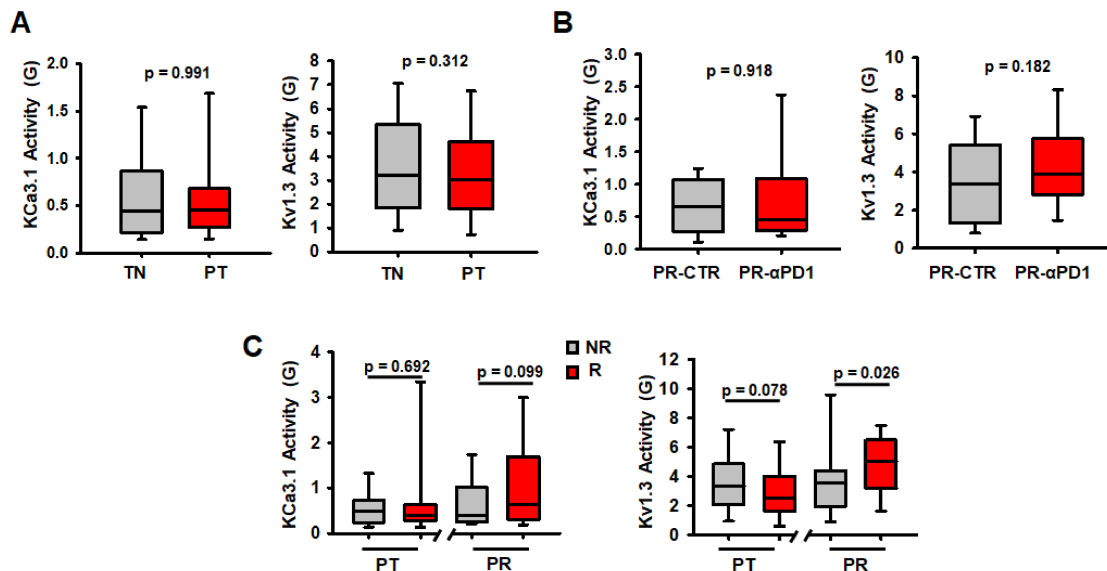 A
KCa3.1 Activity (G)
2.0
1.5
1.0
0.5
0.0
p = 0.991
TN PT
Kv1.3 Activity (G)
8
7
6
5
4
3
2
1
0
p = 0.312
TN PT
B
KCa3.1 Activity (G)
3.0
2.5
2.0
1.5
1.0
0.5
0.0
p = 0.918
PR-CTR PR-αPD1
Kv1.3 Activity (G)
10
8
6
4
2
0
p = 0.182
PR-CTR PR-αPD1
C
KCa3.1 Activity (G)
4
3
2
1
0
p = 0.692
p = 0.099
PT PR
NR
R
Kv1.3 Activity (G)
12
10
8
6
4
2
0
p = 0.078
p = 0.026
PT PR